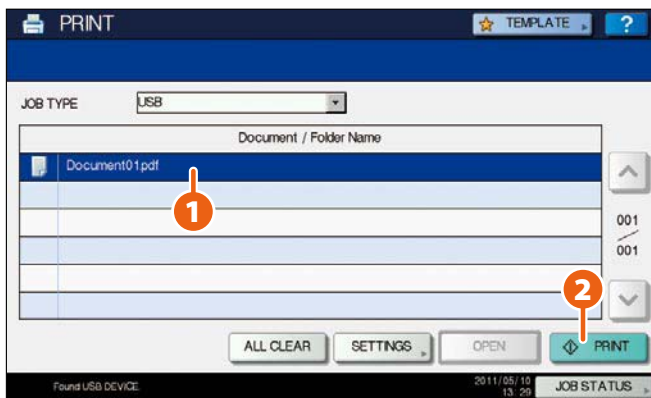 PRINT
TEMPLATE
?
JOB TYPE
USB
Document / Folder Name
Document01.pdf
1
001
001
2
ALL CLEAR
SETTINGS
OPEN
PRINT
Found USB DEVICE.
2011/05/10
13:29
JOB STATUS